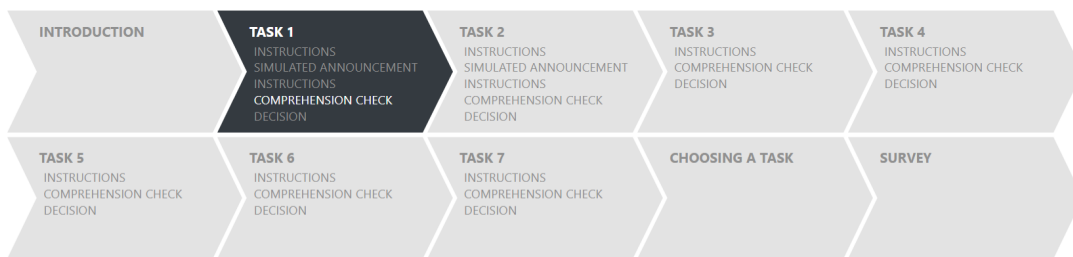 INTRODUCTION
TASK 1
INSTRUCTIONS
SIMULATED ANNOUNCEMENT
INSTRUCTIONS
COMPREHENSION CHECK
DECISION
TASK 2
INSTRUCTIONS
SIMULATED ANNOUNCEMENT
INSTRUCTIONS
COMPREHENSION CHECK
DECISION
TASK 3
INSTRUCTIONS
COMPREHENSION CHECK
DECISION
TASK 4
INSTRUCTIONS
COMPREHENSION CHECK
DECISION
TASK 5
INSTRUCTIONS
COMPREHENSION CHECK
DECISION
TASK 6
INSTRUCTIONS
COMPREHENSION CHECK
DECISION
TASK 7
INSTRUCTIONS
COMPREHENSION CHECK
DECISION
CHOOSING A TASK
SURVEY